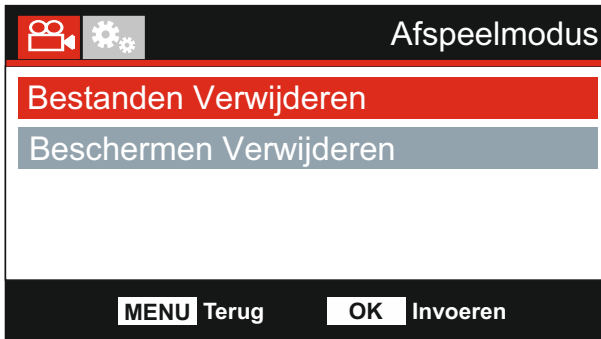 Afspeelmodus
Bestanden Verwijderen
Beschermen Verwijderen
MENU Terug OK Invoeren